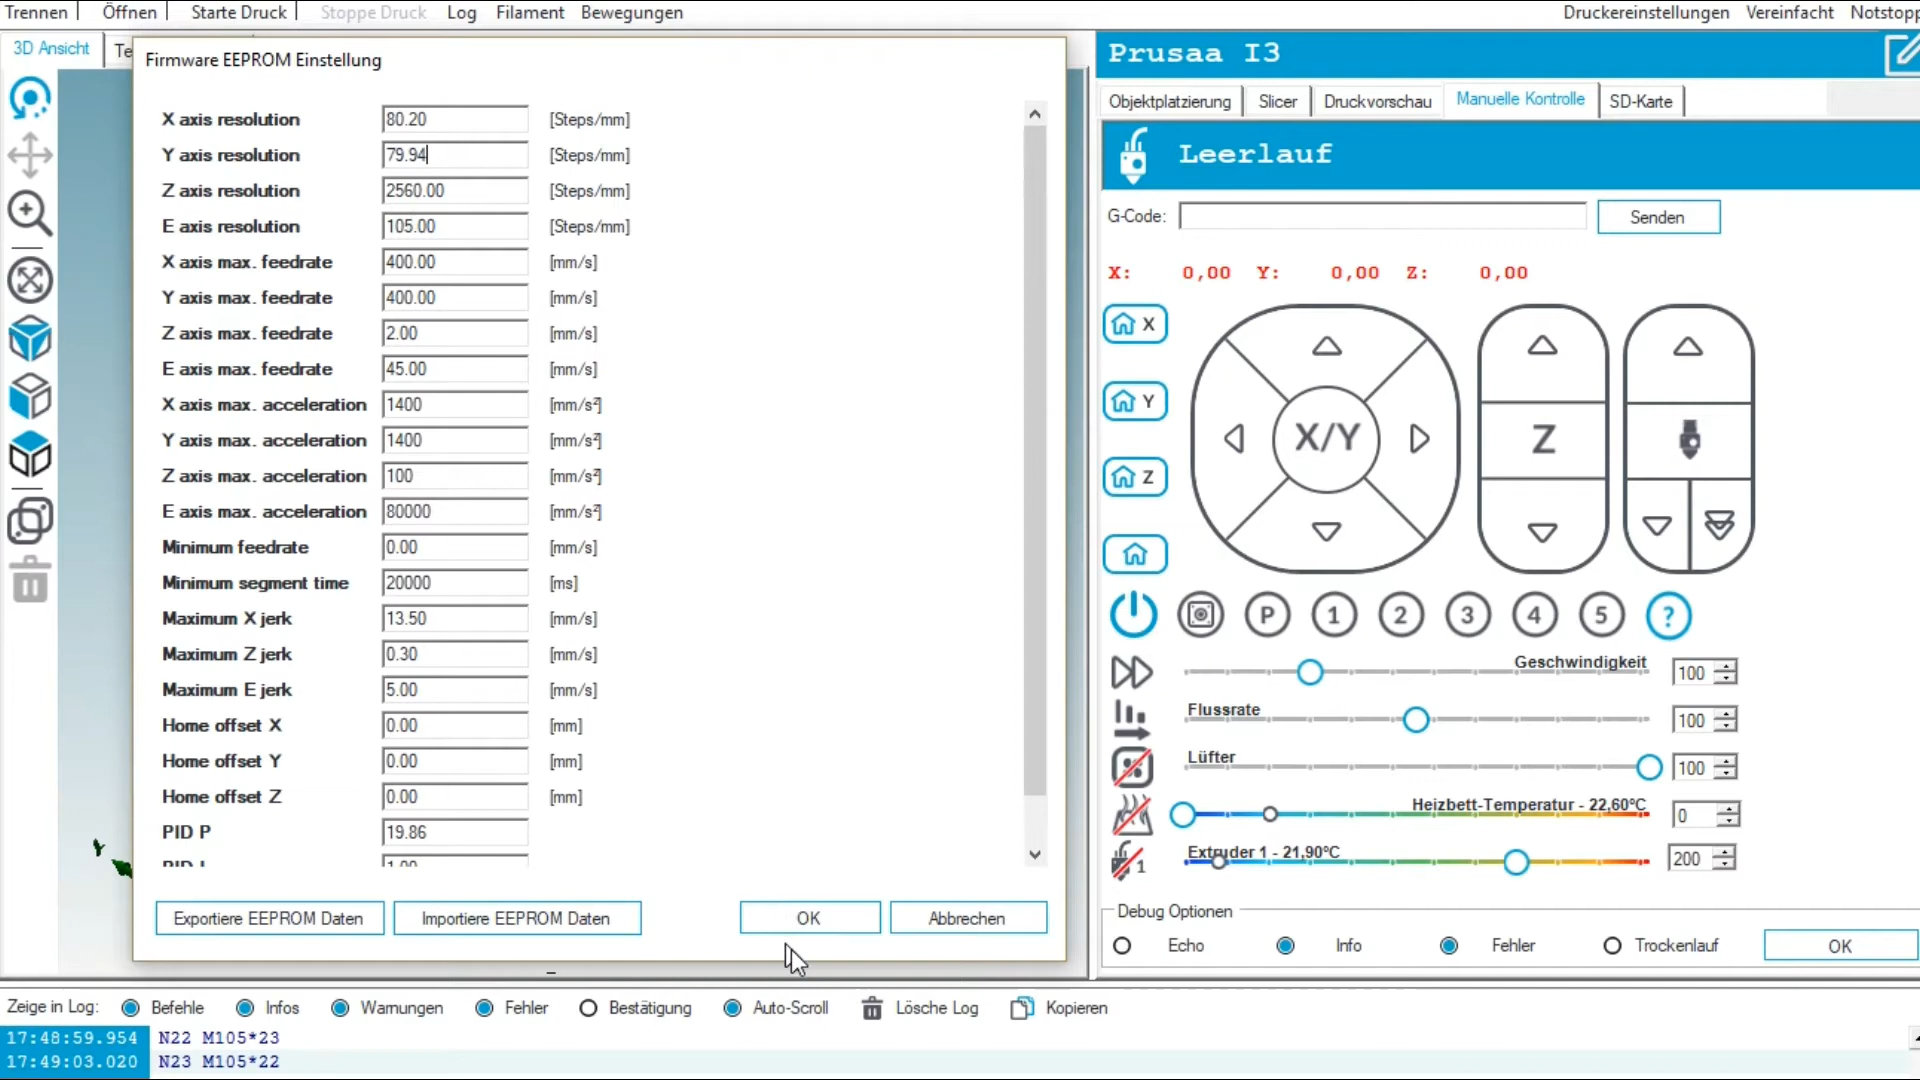 Trennen Öffnen Starte Druck Stoppe Druck Log Filament Bewegungen Druckereinstellungen Vereinfacht Notstopp
3D Ansicht Te
Firmware EEPROM Einstellung
X axis resolution 80.20 [Steps/mm]
Y axis resolution 79.94 [Steps/mm]
Z axis resolution 2560.00 [Steps/mm]
E axis resolution 105.00 [Steps/mm]
X axis max. feedrate 400.00 [mm/s]
Y axis max. feedrate 400.00 [mm/s]
Z axis max. feedrate 2.00 [mm/s]
E axis max. feedrate 45.00 [mm/s]
X axis max. acceleration 1400 [mm/s²]
Y axis max. acceleration 1400 [mm/s²]
Z axis max. acceleration 100 [mm/s²]
E axis max. acceleration 80000 [mm/s²]
Minimum feedrate 0.00 [mm/s]
Minimum segment time 20000 [ms]
Maximum X jerk 13.50 [mm/s]
Maximum Z jerk 0.30 [mm/s]
Maximum E jerk 5.00 [mm/s]
Home offset X 0.00 [mm]
Home offset Y 0.00 [mm]
Home offset Z 0.00 [mm]
PID P 19.86
PID I 1.00
Exportiere EEPROM Daten Importiere EEPROM Daten OK Abbrechen
Prusaa I3
Objektplatzierung Slicer Druckvorschau Manuelle Kontrolle SD-Karte
Leerlauf
G-Code: Senden
X: 0,00 Y: 0,00 Z: 0,00
X
Y
Z
X/Y Z
P 1 2 3 4 5 ?
Geschwindigkeit 100
Flussrate 100
Lüfter 100
Heizbett-Temperatur - 22,60°C 0
1 Extruder 1 - 21,90°C 200
Debug Optionen
Echo Info Fehler Trockenlauf OK
Zeige in Log: Befehle Infos Warnungen Fehler Bestätigung Auto-Scroll Lösche Log Kopieren
17:48:59.954 N22 M105*23
17:49:03.020 N23 M105*22